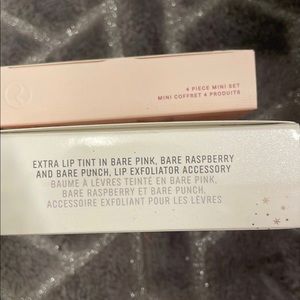 4 PIECE MINI SET
MINI COFFRET 4 PRODUITS
EXTRA LIP TINT IN BARE PINK, BARE RASPBERRY
AND BARE PUNCH, LIP EXFOLIATOR ACCESSORY
BAUME À LÈVRES TEINTÉ EN BARE PINK,
BARE RASPBERRY ET BARE PUNCH.
ACCESSOIRE EXFOLIANT POUR LES LÈVRES